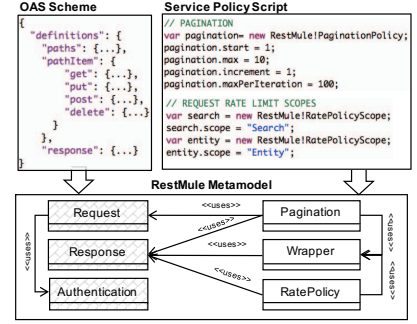 OAS Scheme
{
"definitions": {
"paths": {...},
"pathItem": {
"get": {...},
"put": {...},
"post": {...},
"delete": {...}
}
},
"response": {...}
}
Service Policy Script
// PAGINATION
var pagination= new RestMule!PaginationPolicy;
pagination.start = 1;
pagination.max = 10;
pagination.increment = 1;
pagination.maxPerIteration = 100;
// REQUEST RATE LIMIT SCOPES
var search = new RestMule!RatePolicyScope;
search.scope = "Search";
var entity = new RestMule!RatePolicyScope;
entity.scope = "Entity";
RestMule Metamodel
Request
Response
Authentication
Pagination
Wrapper
RatePolicy
<<uses>>
<<uses>>
<<uses>>
<<uses>>
<<uses>>
<<uses>>
<<uses>>